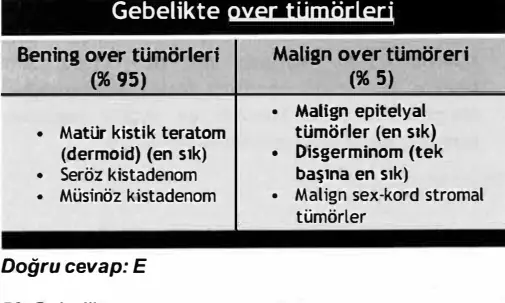 Gebelikte over tümörleri
Bening over tümörleri
(% 95)
Malign over tümöreri
(% 5)
• Matür kistik teratom
(dermoid) (en sık)
• Seröz kistadenom
• Müsinöz kistadenom
• Malign epitelyal
tümörler (en sık)
• Disgerminom (tek
başına en sık)
• Malign sex-kord stromal
tümörler
Doğru cevap: E